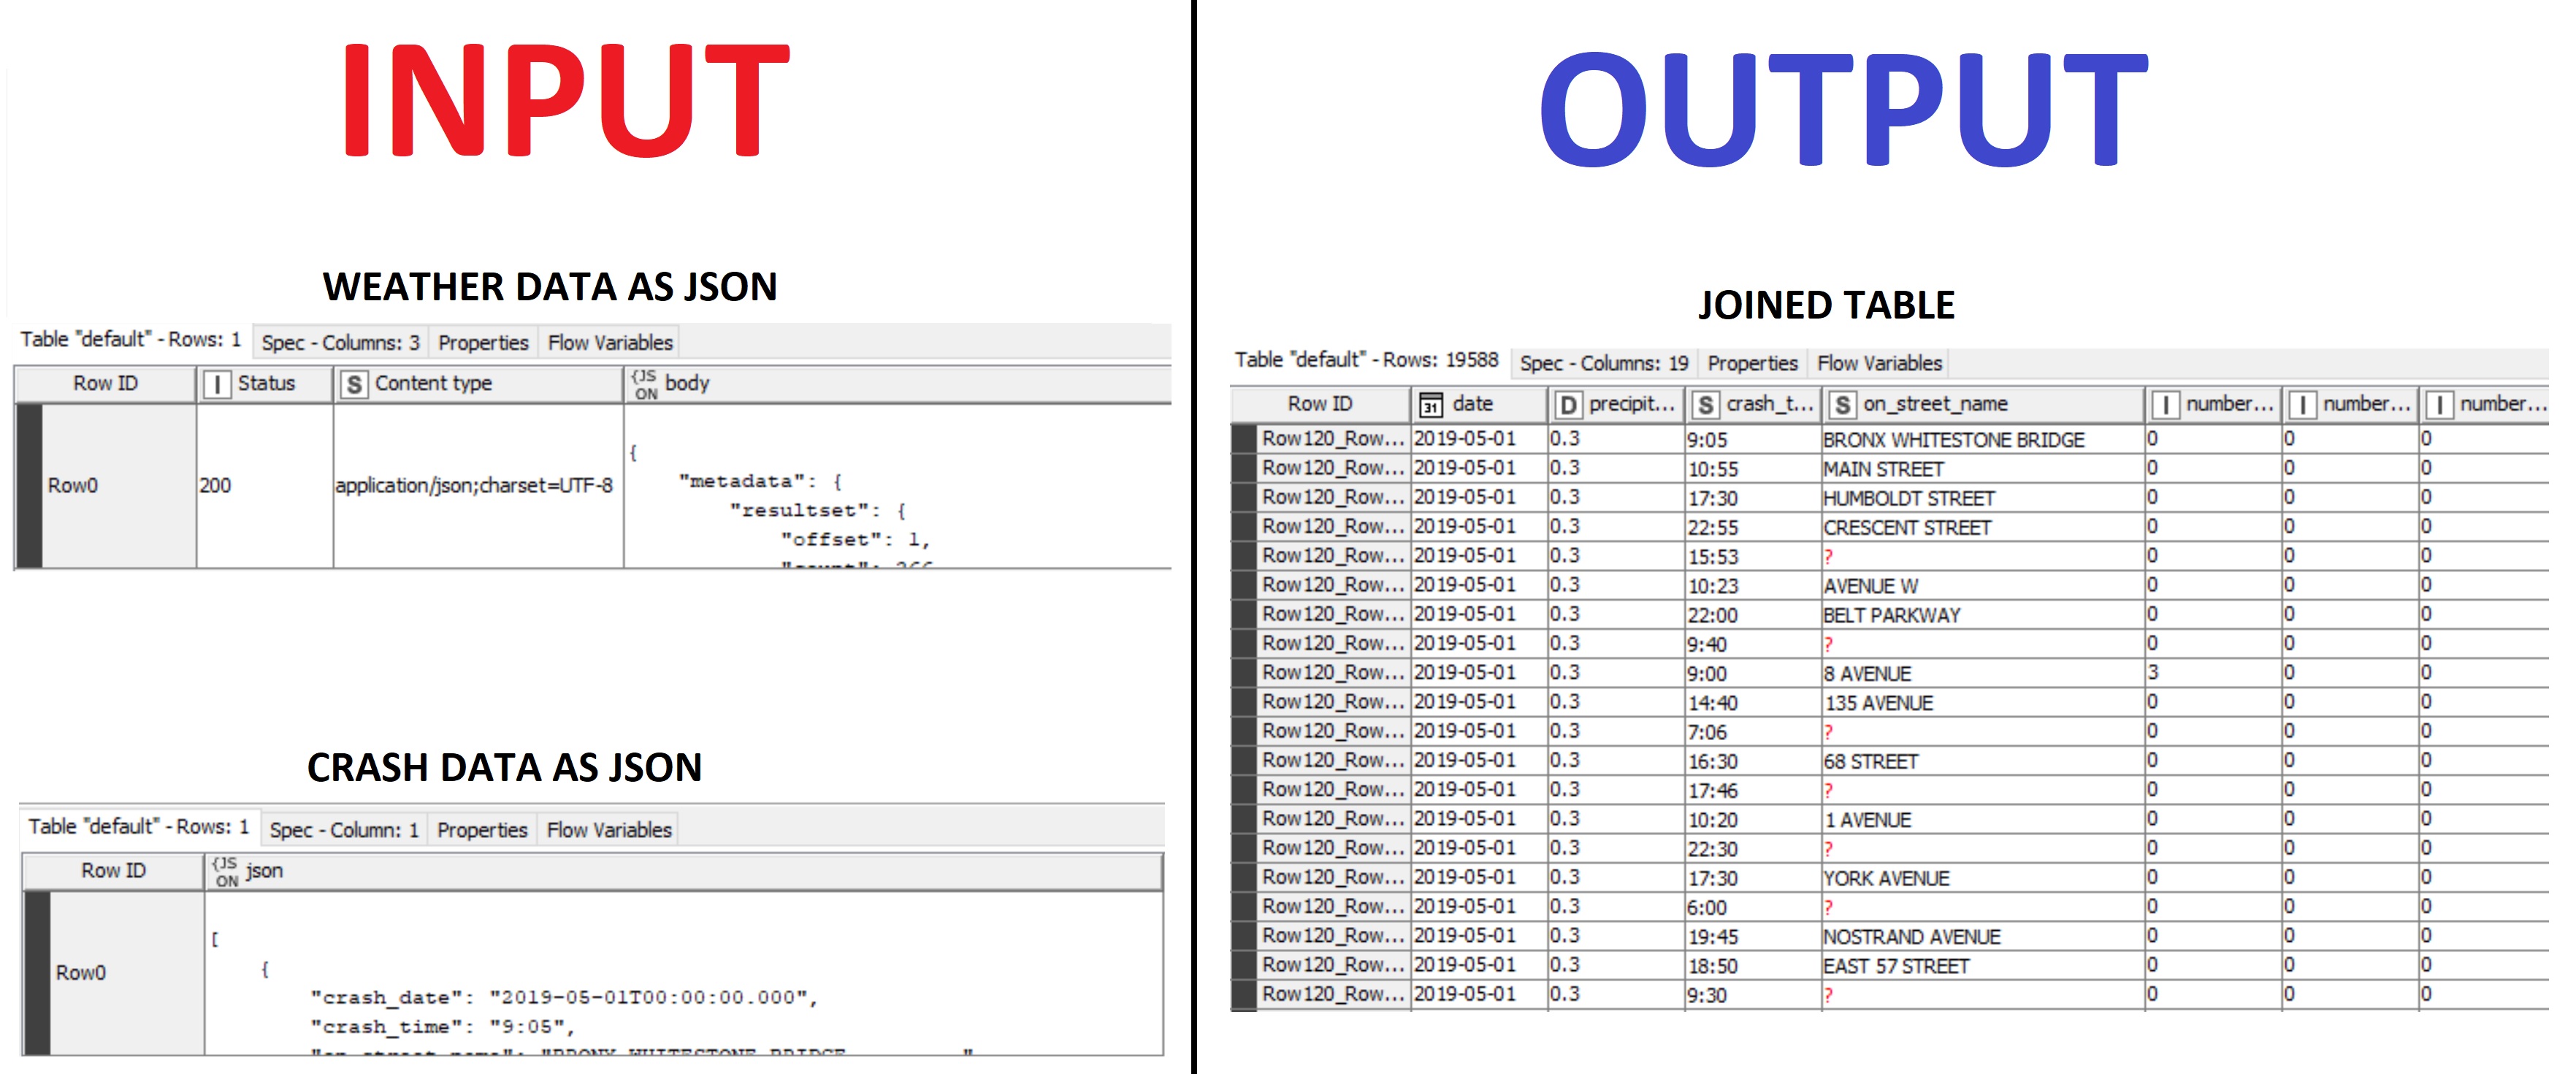 INPUT
WEATHER DATA AS JSON
Table "default" - Rows: 1 Spec - Columns: 3 Properties Flow Variables
Row ID I Status S Content type {JS ON body
Row0 200 application/json;charset=UTF-8
{
"metadata": {
"resultset": {
"offset": 1,
CRASH DATA AS JSON
Table "default" - Rows: 1 Spec - Column: 1 Properties Flow Variables
Row ID {JS ON json
Row0
[
{
"crash_date": "2019-05-01T00:00:00.000",
"crash_time": "9:05",
"on_street_name": "BRONX WHITESTONE BRIDGE "
OUTPUT
JOINED TABLE
Table "default" - Rows: 19588 Spec - Columns: 19 Properties Flow Variables
Row ID 31 date D precipit... S crash_t... S on_street_name I number... I number... I number...
Row120_Row... 2019-05-01 0.3 9:05 BRONX WHITESTONE BRIDGE 0 0 0
Row120_Row... 2019-05-01 0.3 10:55 MAIN STREET 0 0 0
Row120_Row... 2019-05-01 0.3 17:30 HUMBOLDT STREET 0 0 0
Row120_Row... 2019-05-01 0.3 22:55 CRESCENT STREET 0 0 0
Row120_Row... 2019-05-01 0.3 15:53 ? 0 0 0
Row120_Row... 2019-05-01 0.3 10:23 AVENUE W 0 0 0
Row120_Row... 2019-05-01 0.3 22:00 BELT PARKWAY 0 0 0
Row120_Row... 2019-05-01 0.3 9:40 ? 0 0 0
Row120_Row... 2019-05-01 0.3 9:00 8 AVENUE 3 0 0
Row120_Row... 2019-05-01 0.3 14:40 135 AVENUE 0 0 0
Row120_Row... 2019-05-01 0.3 7:06 ? 0 0 0
Row120_Row... 2019-05-01 0.3 16:30 68 STREET 0 0 0
Row120_Row... 2019-05-01 0.3 17:46 ? 0 0 0
Row120_Row... 2019-05-01 0.3 10:20 1 AVENUE 0 0 0
Row120_Row... 2019-05-01 0.3 22:30 ? 0 0 0
Row120_Row... 2019-05-01 0.3 17:30 YORK AVENUE 0 0 0
Row120_Row... 2019-05-01 0.3 6:00 ? 0 0 0
Row120_Row... 2019-05-01 0.3 19:45 NOSTRAND AVENUE 0 0 0
Row120_Row... 2019-05-01 0.3 18:50 EAST 57 STREET 0 0 0
Row120_Row... 2019-05-01 0.3 9:30 ? 0 0 0